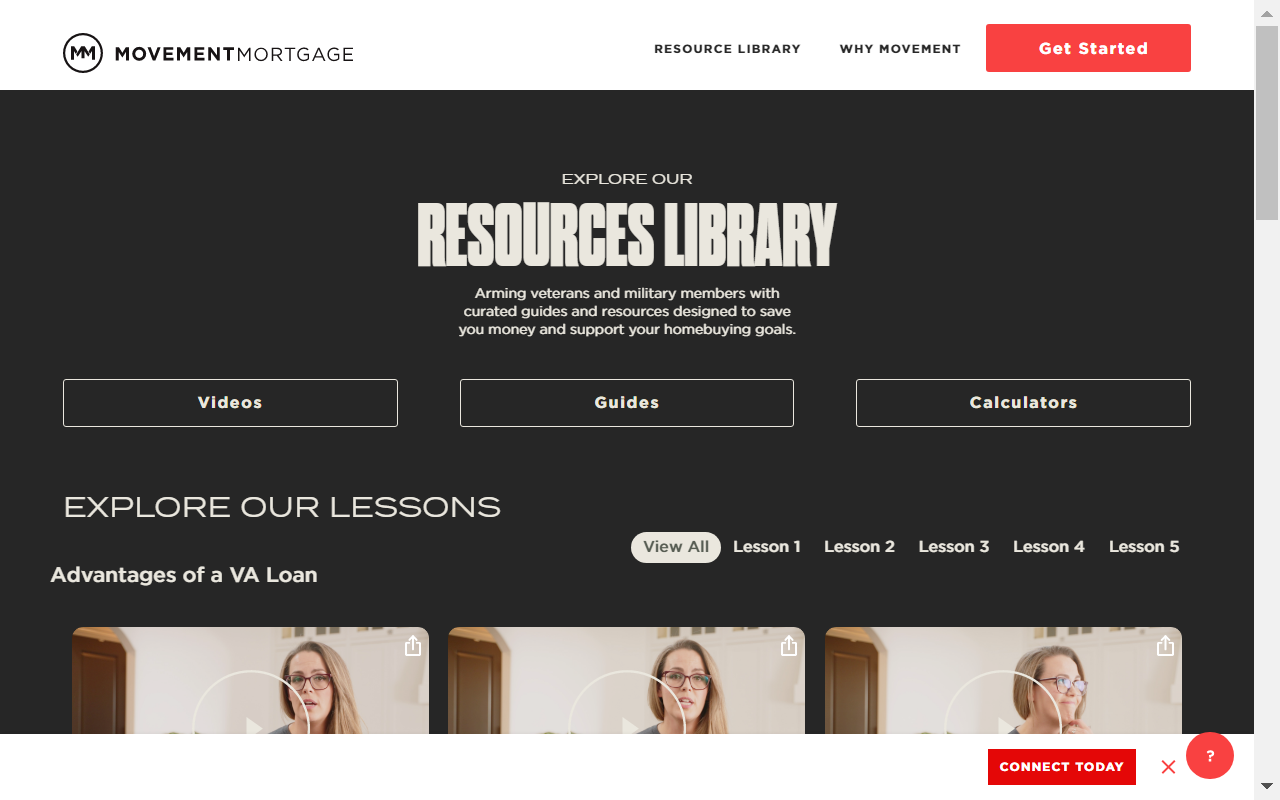 MOVEMENTMORTGAGE
RESOURCE LIBRARY
WHY MOVEMENT
Get Started
EXPLORE OUR
RESOURCES LIBRARY
Arming veterans and military members with
curated guides and resources designed to save
you money and support your homebuying goals.
Videos
Guides
Calculators
EXPLORE OUR LESSONS
View All
Lesson 1
Lesson 2
Lesson 3
Lesson 4
Lesson 5
Advantages of a VA Loan
CONNECT TODAY
?